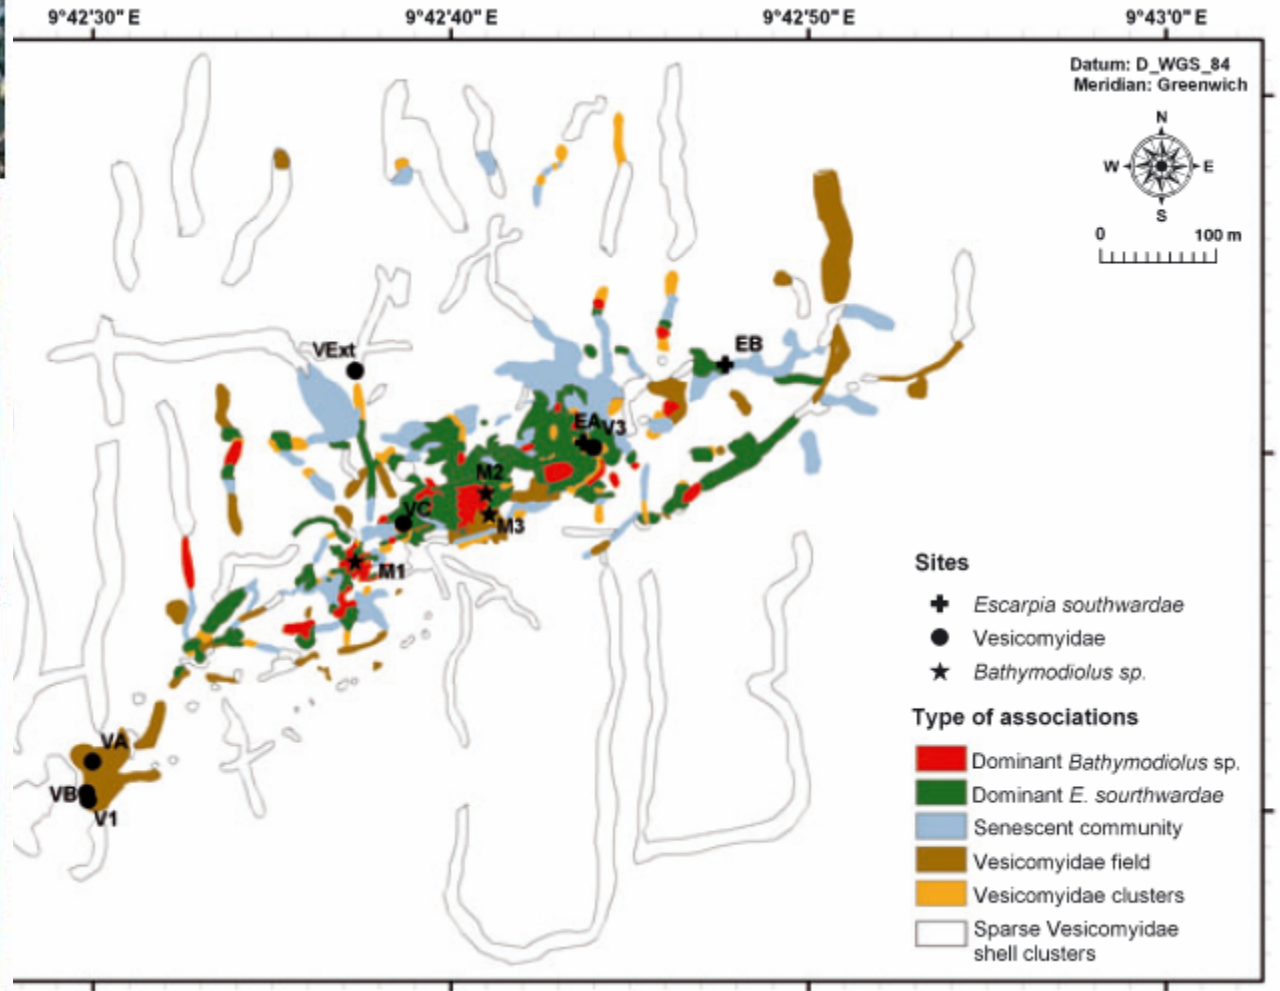 9°42'30" E
9°42'40" E
9°42'50" E
9°43'0" E
Datum: D_WGS_84
Meridian: Greenwich
N
W
E
S
0
100 m
VExt
EB
EA
V3
M2
VC
M3
M1
VA
VB
V1
Sites
Escarpia southwardae
Vesicomyidae
Bathymodiolus sp.
Type of associations
Dominant Bathymodiolus sp.
Dominant E. sourthwardae
Senescent community
Vesicomyidae field
Vesicomyidae clusters
Sparse Vesicomyidae
shell clusters